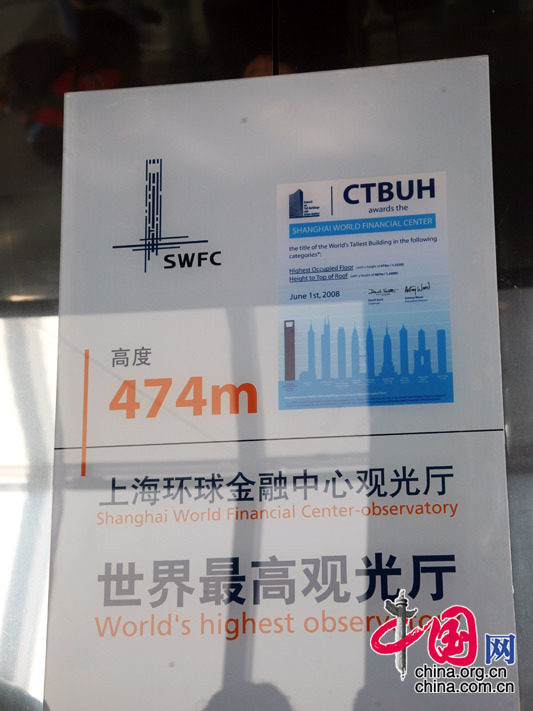 SWFC
CTBUH
awards the
SHANGHAI WORLD FINANCIAL CENTER
the title of the World's Tallest Building in the following
categories*:
Highest Occupied Floor
Height to Top of Roof
June 1st, 2008
高度
474m
上海环球金融中心观光厅
Shanghai World Financial Center-observatory
世界最高观光厅
World's highest
中国网
china.org.cn
china.com.cn